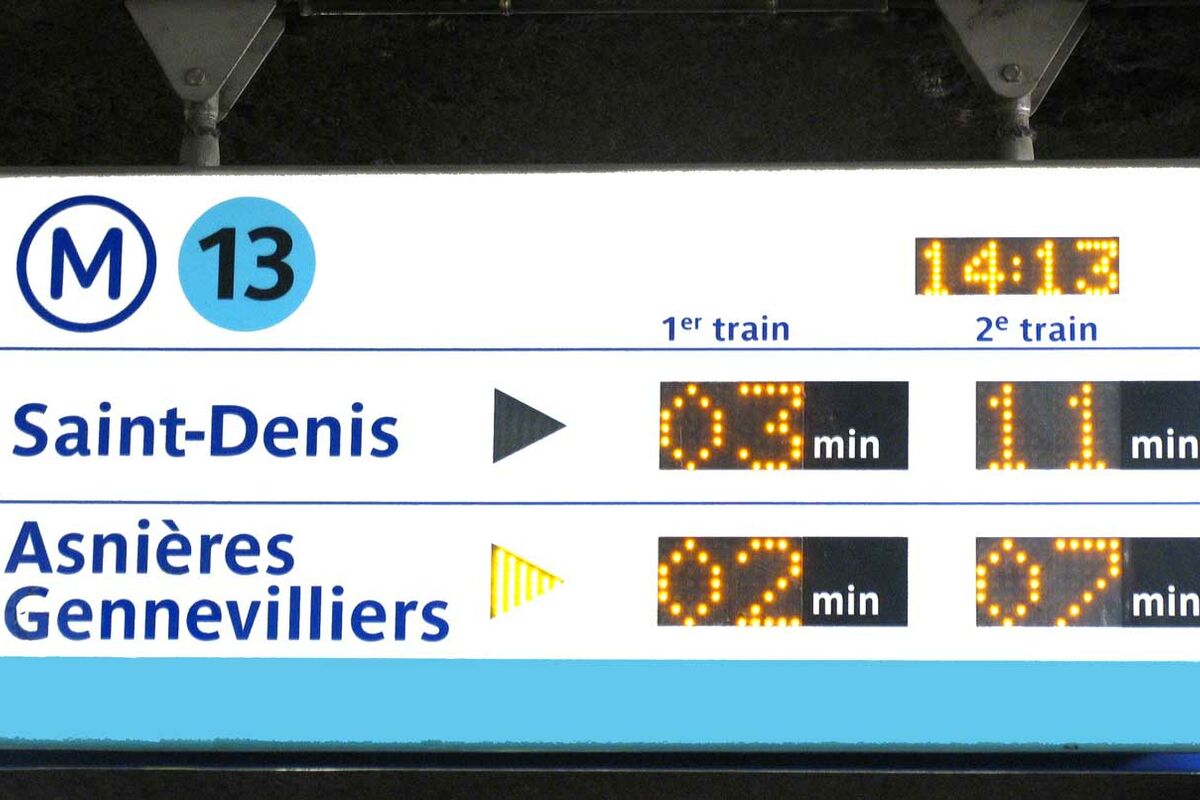 M 13
14:13
1er train 2e train
Saint-Denis 03 min 11 min
Asnières
Gennevilliers 02 min 07 min